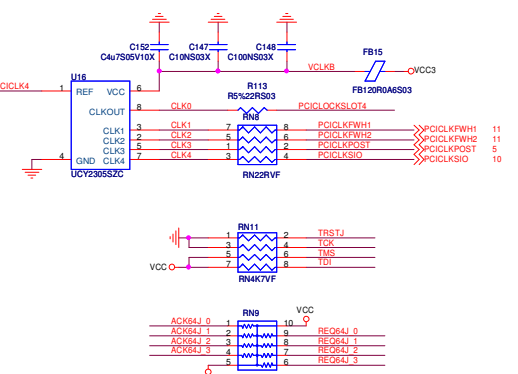 C152 C147 C148
C4u7S05V10X C10NS03X C100NS03X
FB15
VCLKB VCC3
FB120R0A6S03
U16
CICLK4 1 REF VCC 6
R113
R5%22RS03
CLKOUT 8 CLK0 PCICLOCKSLOT4
RN8
CLK1 3 CLK1 7 8 PCICLKFWH1 PCICLKFWH1 11
CLK2 2 CLK2 5 6 PCICLKFWH2 PCICLKFWH2 11
CLK3 5 CLK3 3 4 PCICLKPOST PCICLKPOST 5
4 GND CLK4 7 CLK4 1 2 PCICLKSIO PCICLKSIO 10
UCY2305SZC RN22RVF
RN11
1 2 TRSTJ
3 4 TCK
5 6 TMS
VCC 7 8 TDI
RN4K7VF
RN9 VCC
ACK64J_0 1 10
ACK64J_1 2 9 REQ64J_0
ACK64J_2 3 8 REQ64J_1
ACK64J_3 4 7 REQ64J_2
5 6 REQ64J_3